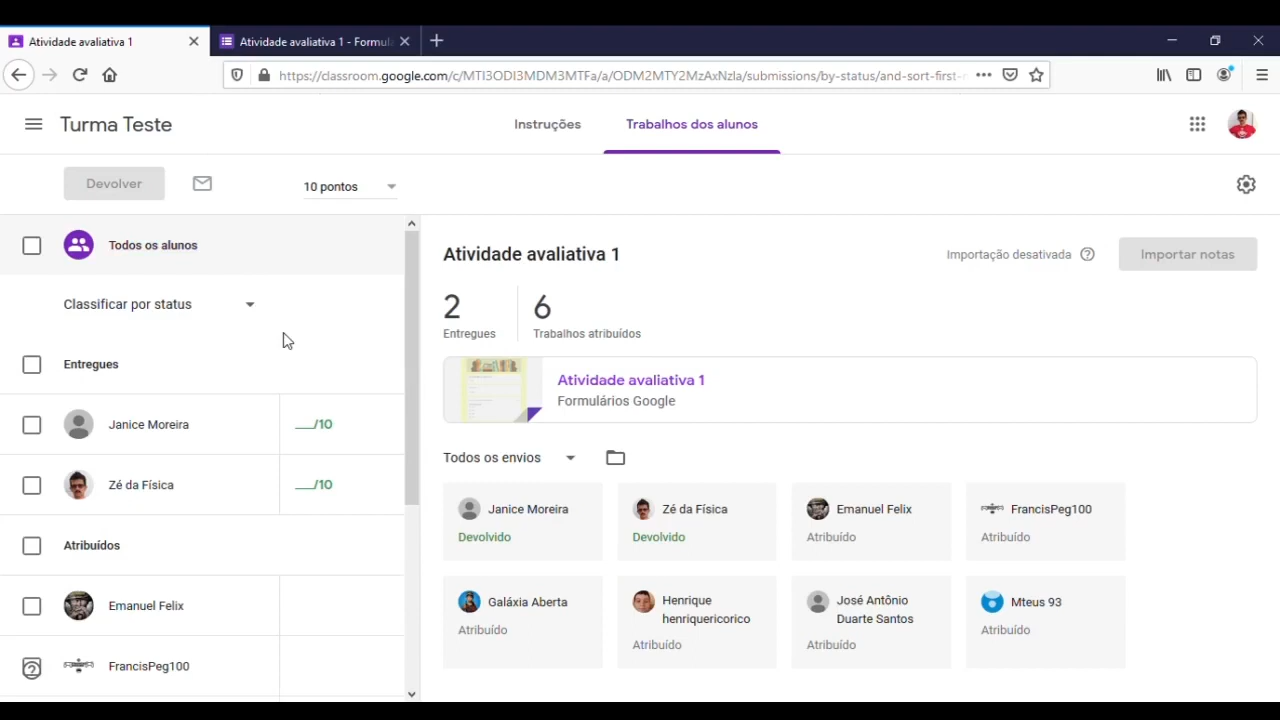 Atividade avaliativa 1
Atividade avaliativa 1 - Formul
https://classroom.google.com/c/MTI3ODI3MDM3MTFa/a/ODM2MTY2MzAxNzla/submissions/by-status/and-sort-first-
Turma Teste
Instruções
Trabalhos dos alunos
Devolver
10 pontos
Todos os alunos
Classificar por status
Entregues
Janice Moreira
__/10
Zé da Física
__/10
Atribuídos
Emanuel Felix
FrancisPeg100
Atividade avaliativa 1
Importação desativada
Importar notas
2
Entregues
6
Trabalhos atribuídos
Atividade avaliativa 1
Formulários Google
Todos os envios
Janice Moreira
Devolvido
Zé da Física
Devolvido
Emanuel Felix
Atribuído
FrancisPeg100
Atribuído
Galáxia Aberta
Atribuído
Henrique
henriquericorico
Atribuído
José Antônio
Duarte Santos
Atribuído
Mteus 93
Atribuído